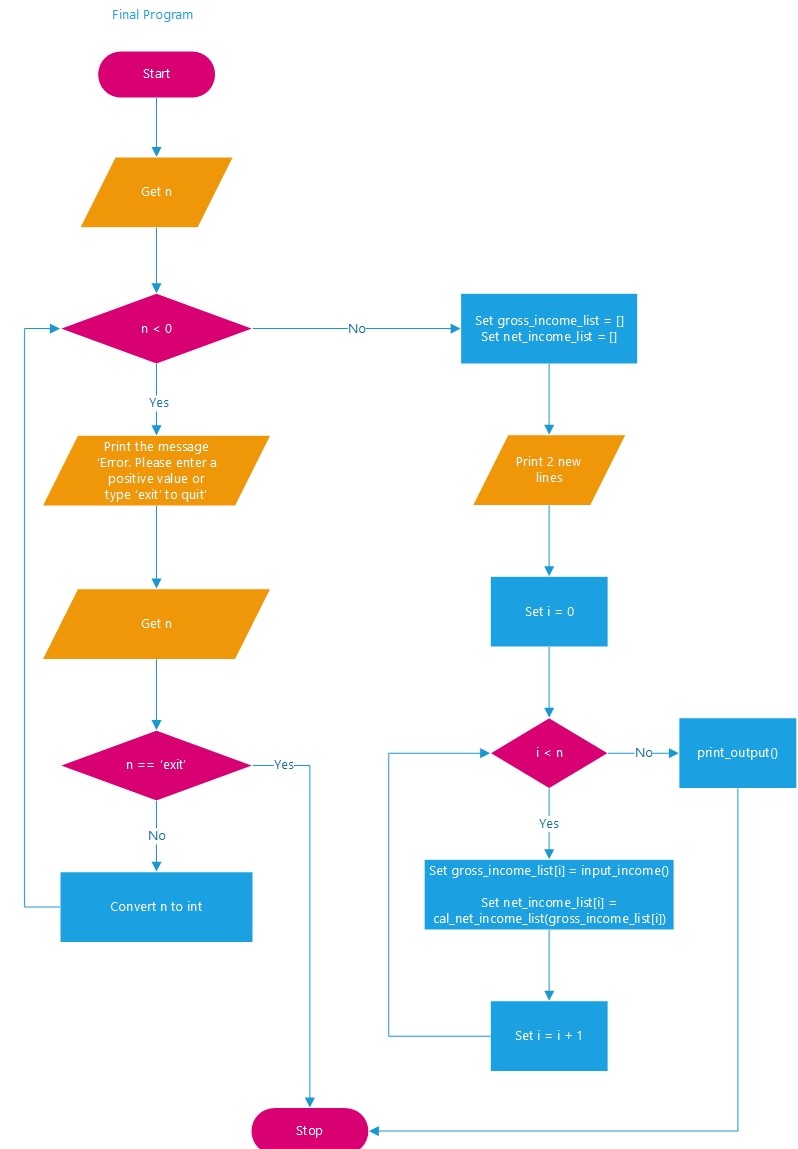 Final Program
Start
Get n
n < 0
No
Set gross_income_list = []
Set net_income_list = []
Yes
Print the message
‘Error. Please enter a
positive value or
type ‘exit’ to quit’
Print 2 new
lines
Get n
Set i = 0
n == ‘exit’
Yes
No
Convert n to int
i < n
No
print_output()
Yes
Set gross_income_list[i] = input_income()
Set net_income_list[i] =
cal_net_income_list(gross_income_list[i])
Set i = i + 1
Stop